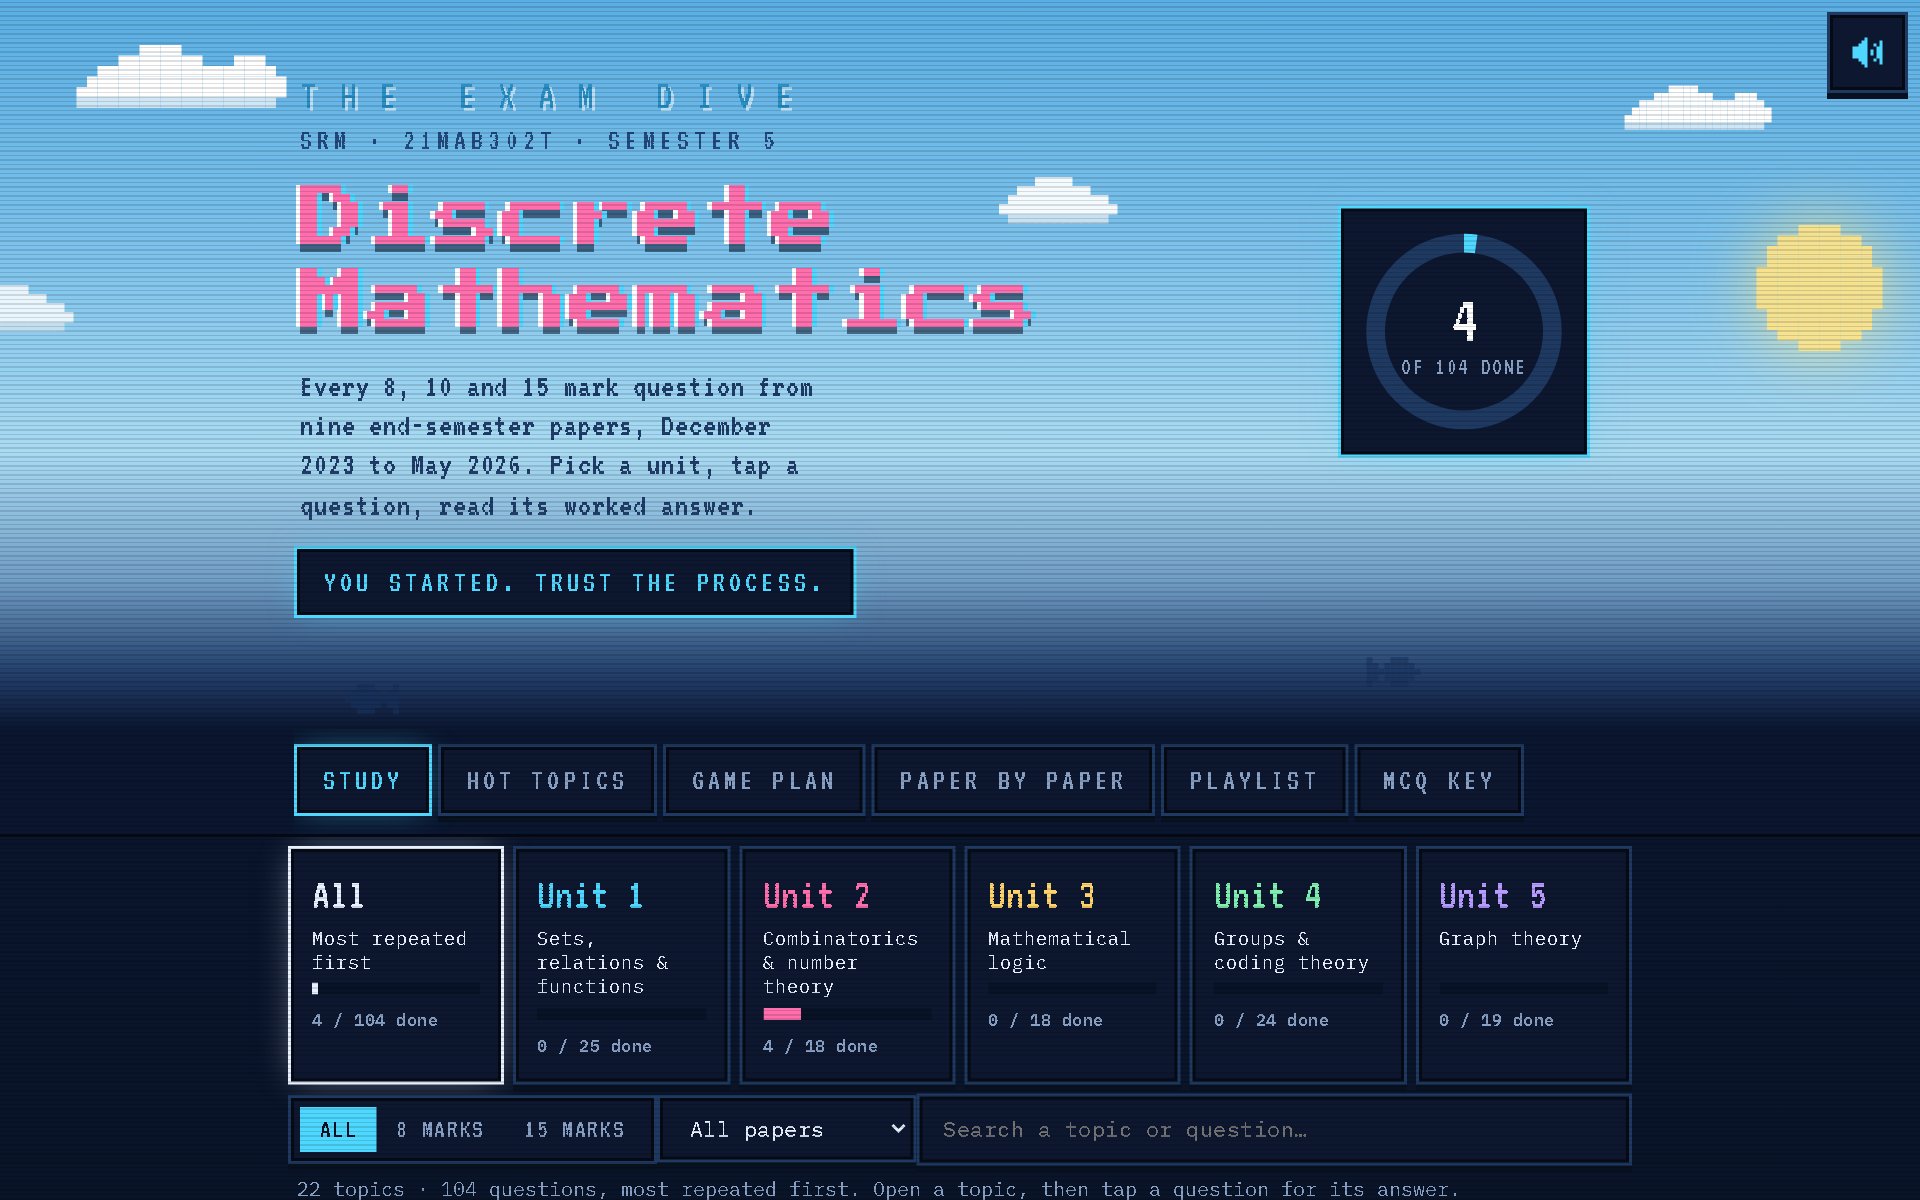 THE EXAM DIVE
SRM · 21MAB302T · SEMESTER 5
Discrete
Mathematics
Every 8, 10 and 15 mark question from
nine end-semester papers, December
2023 to May 2026. Pick a unit, tap a
question, read its worked answer.
4
OF 104 DONE
YOU STARTED. TRUST THE PROCESS.
STUDY
HOT TOPICS
GAME PLAN
PAPER BY PAPER
PLAYLIST
MCQ KEY
All
Most repeated
first
4 / 104 done
Unit 1
Sets,
relations &
functions
0 / 25 done
Unit 2
Combinatorics
& number
theory
4 / 18 done
Unit 3
Mathematical
logic
0 / 18 done
Unit 4
Groups &
coding theory
0 / 24 done
Unit 5
Graph theory
0 / 19 done
ALL
8 MARKS
15 MARKS
All papers
Search a topic or question…
22 topics · 104 questions, most repeated first. Open a topic, then tap a question for its answer.